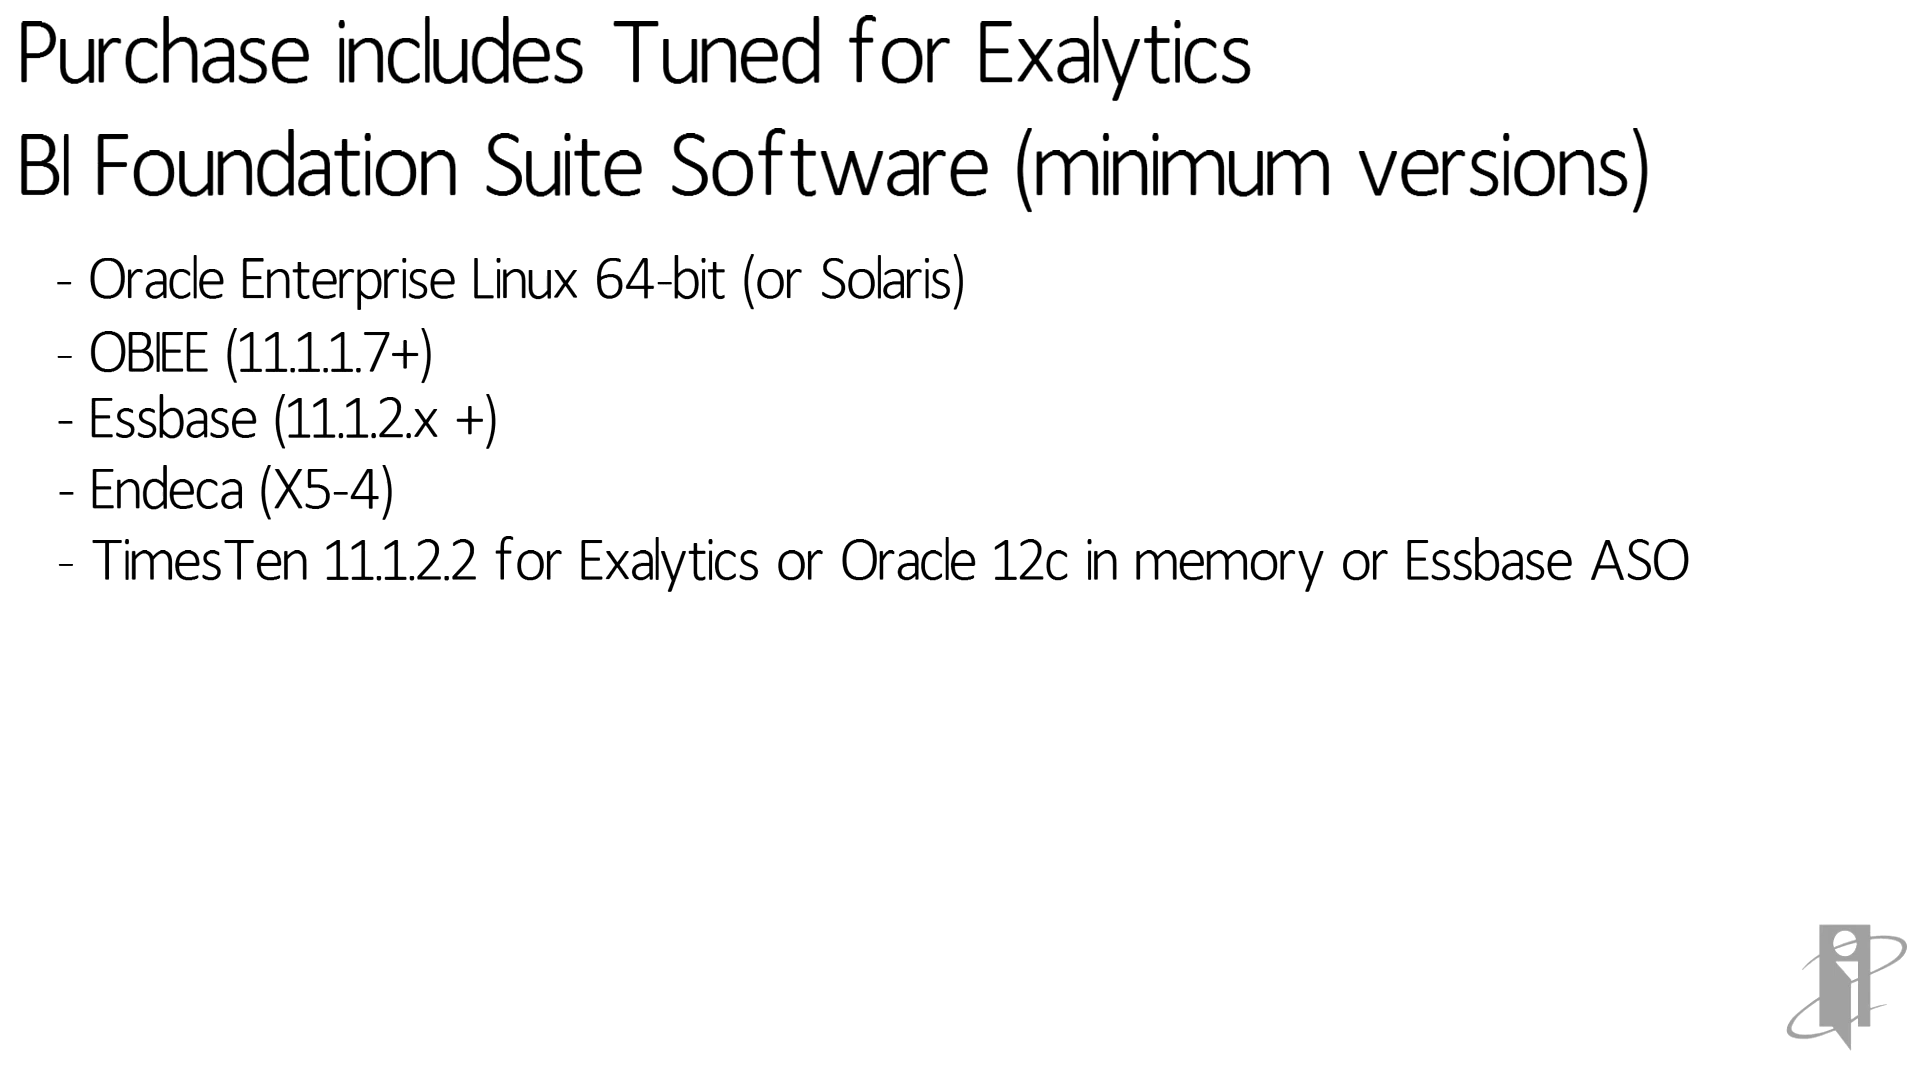 Purchase includes Tuned for Exalytics
BI Foundation Suite Software (minimum versions)
- Oracle Enterprise Linux 64-bit (or Solaris)
- OBIEE (11.1.1.7+)
- Essbase (11.1.2.x +)
- Endeca (X5-4)
- TimesTen 11.1.2.2 for Exalytics or Oracle 12c in memory or Essbase ASO